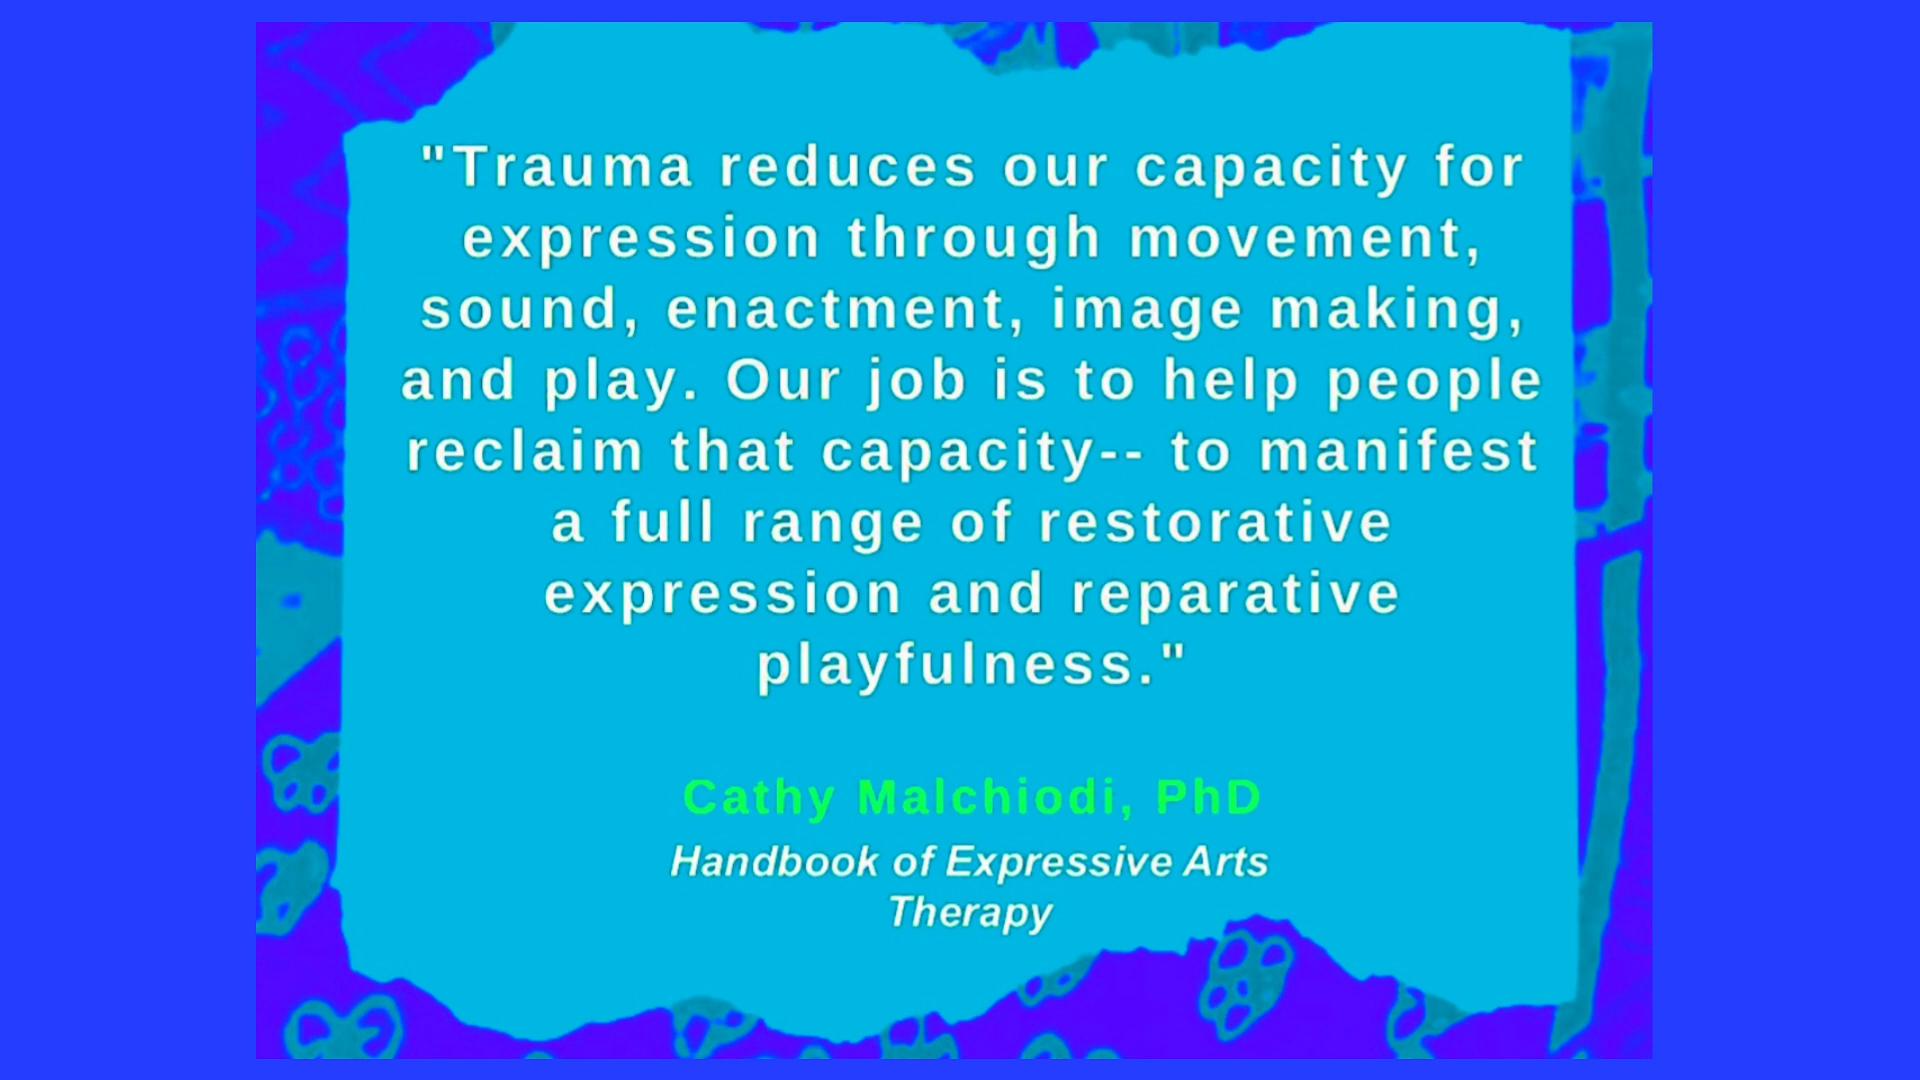 "Trauma reduces our capacity for
expression through movement,
sound, enactment, image making,
and play. Our job is to help people
reclaim that capacity-- to manifest
a full range of restorative
expression and reparative
playfulness."
Cathy Malchiodi, PhD
Handbook of Expressive Arts
Therapy